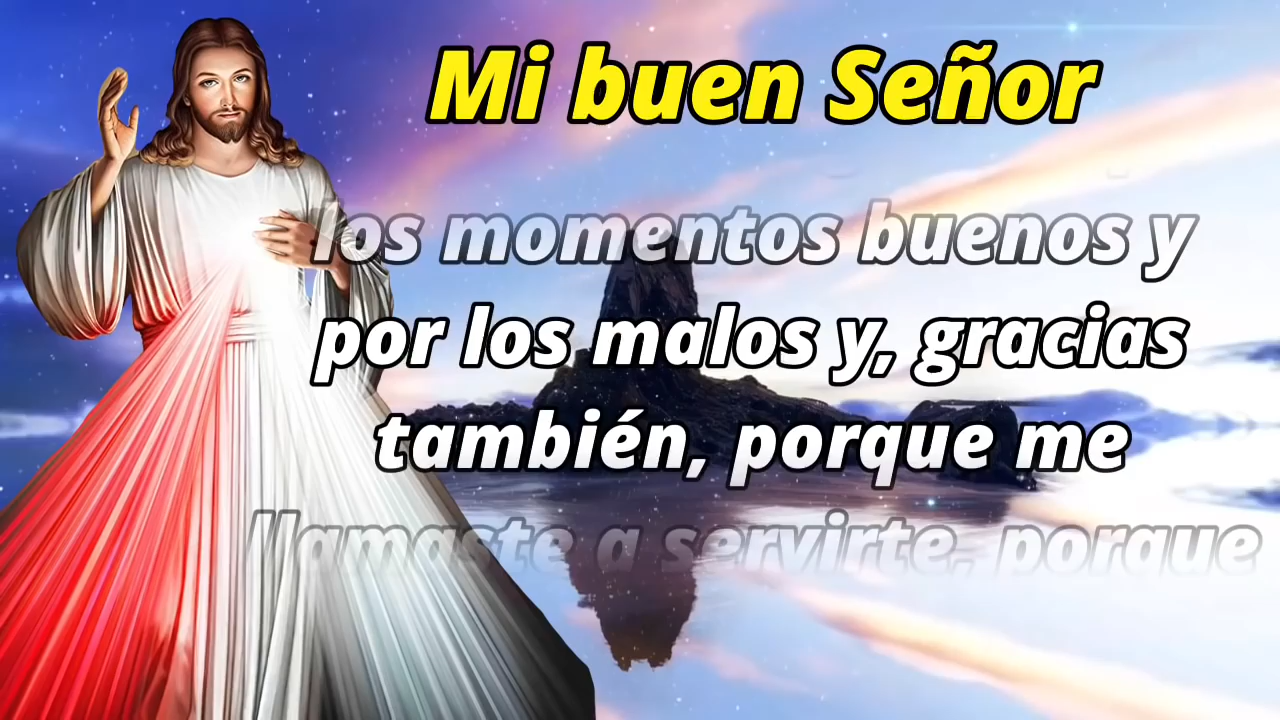 Mi buen Señor
los momentos buenos y
por los malos y, gracias
también, porque me
llamaste a servirte, porque